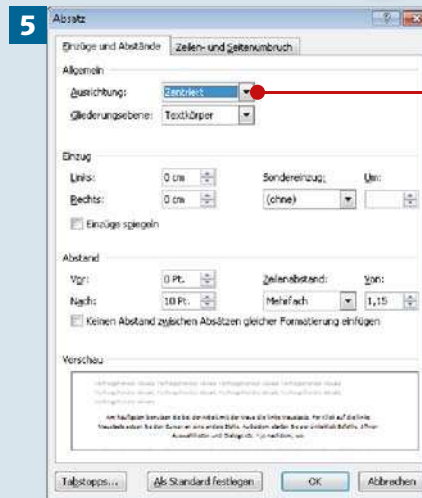 5
Absatz
Einzüge und Abstände Zeilen- und Seitenumbruch
Allgemein
Ausrichtung: Zentriert
Gliederungsebene: Textkörper
Einzug
Links: 0 cm Sondereinzug: Um:
Rechts: 0 cm (ohne)
Einzüge spiegeln
Abstand
Vor: 0 Pt. Zeilenabstand: Von:
Nach: 10 Pt. Mehrfach 1,15
Keinen Abstand zwischen Absätzen gleicher Formatierung einfügen
Vorschau
Tabstopps... Als Standard festlegen OK Abbrechen